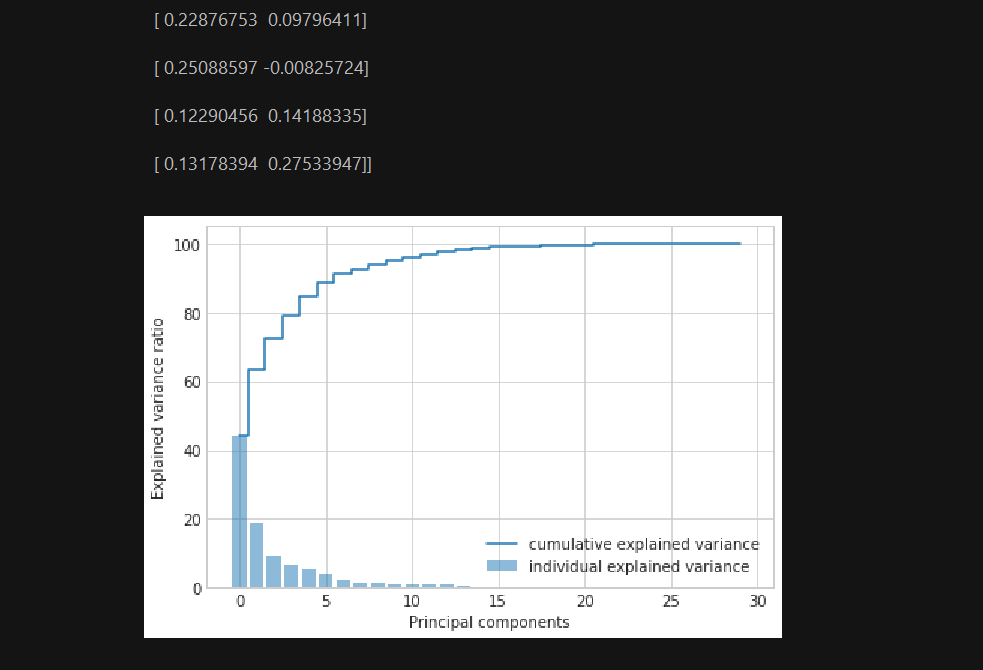 [ 0.22876753  0.09796411]
[ 0.25088597 -0.00825724]
[ 0.12290456  0.14188335]
[ 0.13178394  0.27533947]]
100
80
60
40
20
0
Explained variance ratio
cumulative explained variance
individual explained variance
0 5 10 15 20 25 30
Principal components